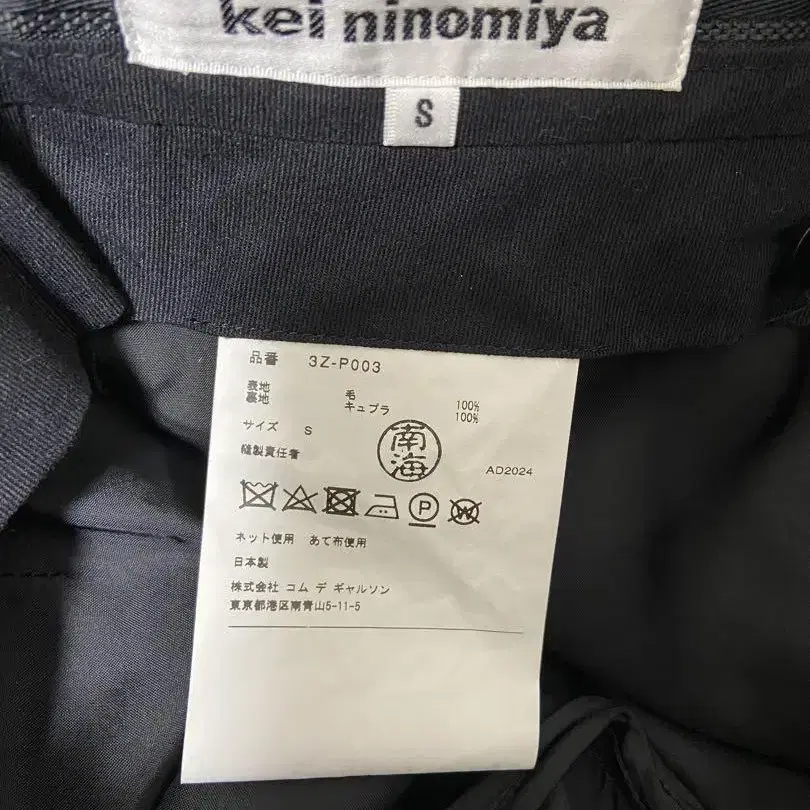 kei ninomiya
S
品番 3Z-P003
表地 毛 100%
裏地 キュプラ 100%
サイズ S
縫製責任者 南海
AD2024
P
W
ネット使用 あて布使用
日本製
株式会社 コム デ ギャルソン
東京都港区南青山5-11-5